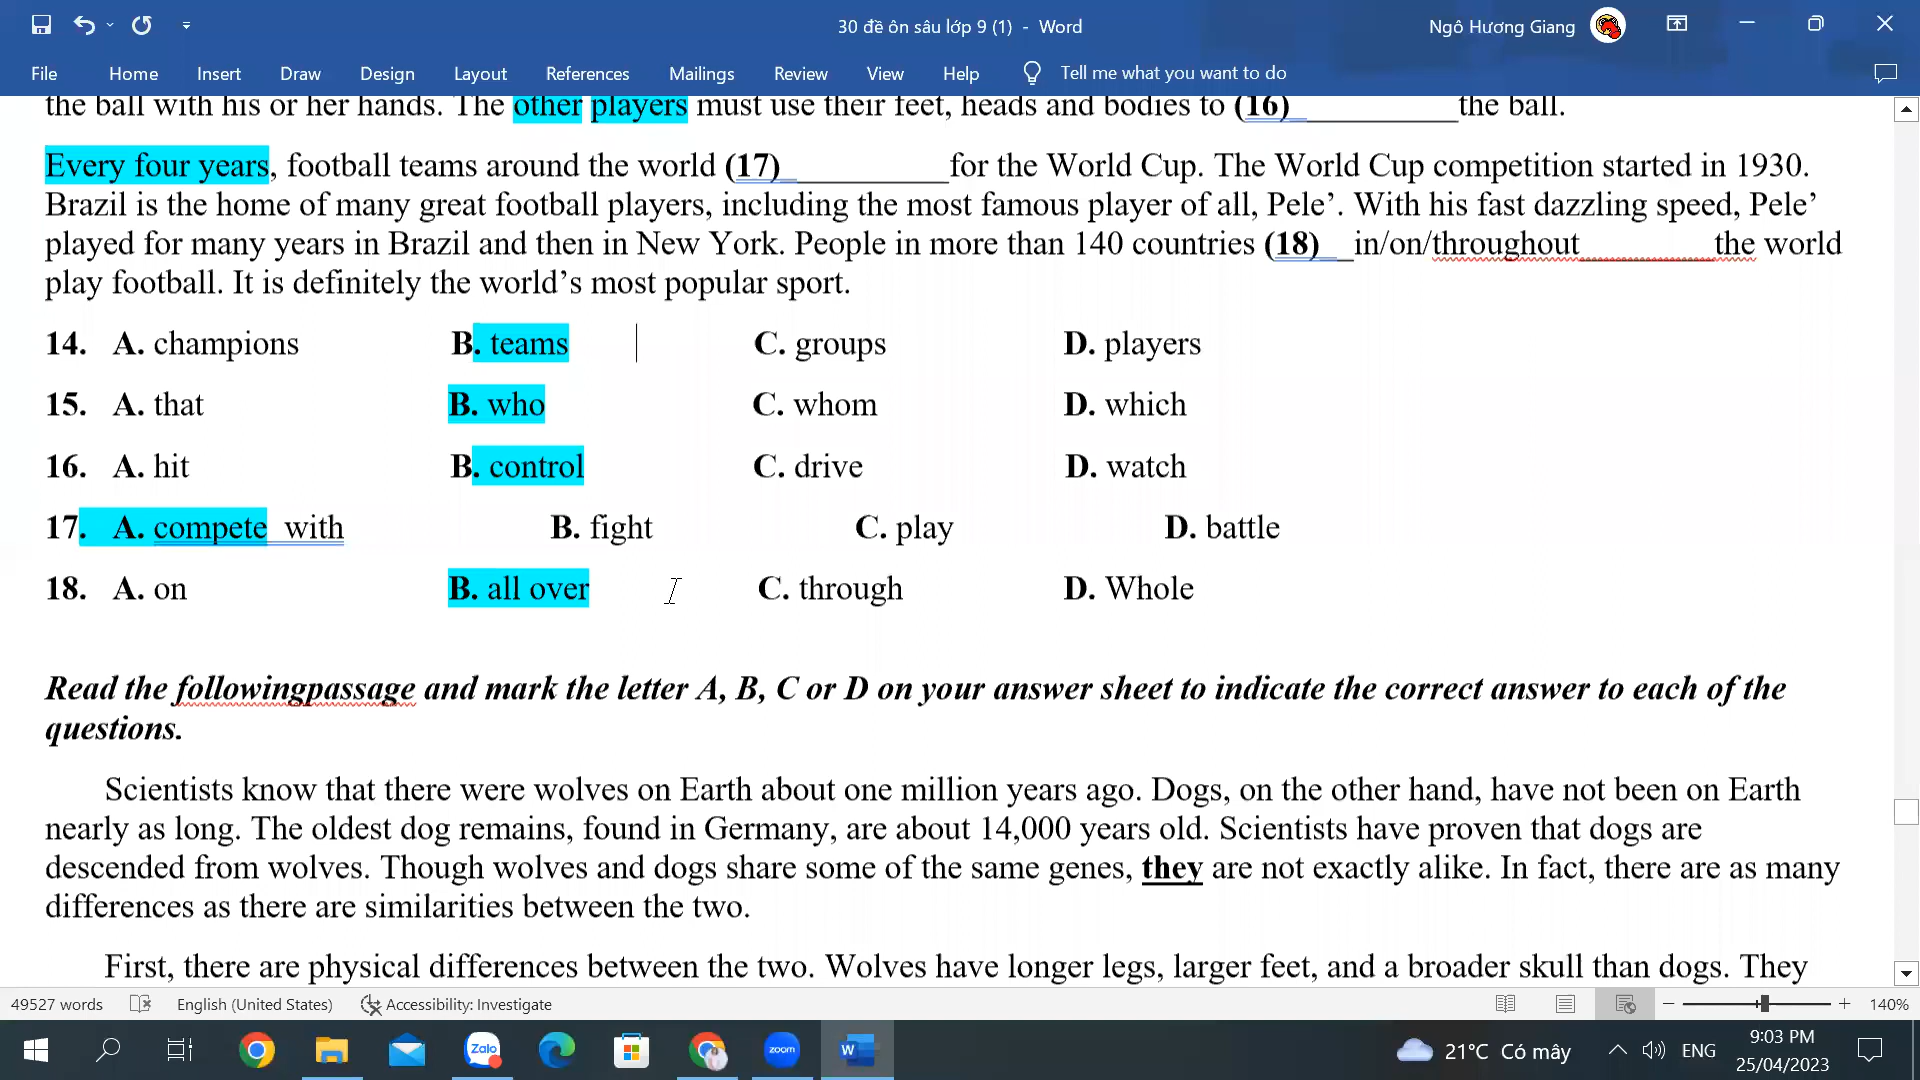 30 đề ôn sâu lớp 9 (1) - Word
Ngô Hương Giang
File Home Insert Draw Design Layout References Mailings Review View Help Tell me what you want to do
the ball with his or her hands. The other players must use their feet, heads and bodies to (16)__________the ball.
Every four years, football teams around the world (17)__________for the World Cup. The World Cup competition started in 1930.
Brazil is the home of many great football players, including the most famous player of all, Pele’. With his fast dazzling speed, Pele’
played for many years in Brazil and then in New York. People in more than 140 countries (18)__in/on/throughout________the world
play football. It is definitely the world’s most popular sport.
14. A. champions B. teams C. groups D. players
15. A. that B. who C. whom D. which
16. A. hit B. control C. drive D. watch
17. A. compete with B. fight C. play D. battle
18. A. on B. all over C. through D. Whole
Read the followingpassage and mark the letter A, B, C or D on your answer sheet to indicate the correct answer to each of the
questions.
Scientists know that there were wolves on Earth about one million years ago. Dogs, on the other hand, have not been on Earth
nearly as long. The oldest dog remains, found in Germany, are about 14,000 years old. Scientists have proven that dogs are
descended from wolves. Though wolves and dogs share some of the same genes, they are not exactly alike. In fact, there are as many
differences as there are similarities between the two.
First, there are physical differences between the two. Wolves have longer legs, larger feet, and a broader skull than dogs. They
49527 words English (United States) Accessibility: Investigate 140%
Zalo zoom W 21°C Có mây ENG 9:03 PM
25/04/2023